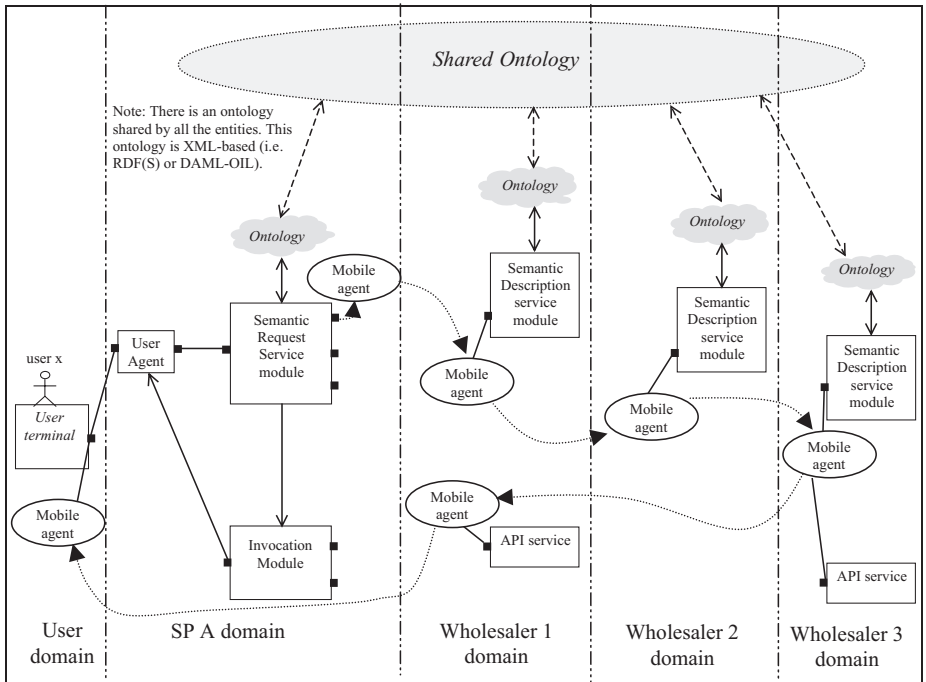 Shared Ontology
Note: There is an ontology
shared by all the entities. This
ontology is XML-based (i.e.
RDF(S) or DAML-OIL).
Ontology
Ontology
Ontology
Ontology
Mobile
agent
Semantic
Request
Service
module
Semantic
Description
service
module
Semantic
Description
service
module
Semantic
Description
service
module
User
Agent
user x
User
terminal
Mobile
agent
Mobile
agent
Mobile
agent
Mobile
agent
Mobile
agent
Invocation
Module
API service
API service
User
domain
SP A domain
Wholesaler 1
domain
Wholesaler 2
domain
Wholesaler 3
domain